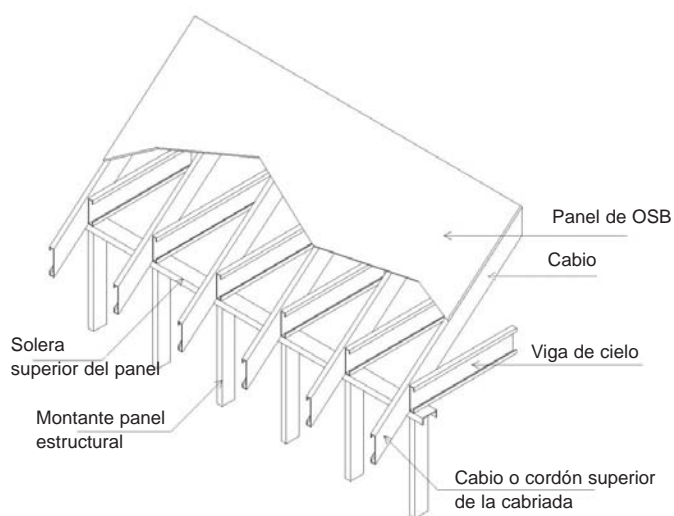 Panel de OSB
Cabio
Viga de cielo
Solera
superior del panel
Montante panel
estructural
Cabio o cordón superior
de la cabriada